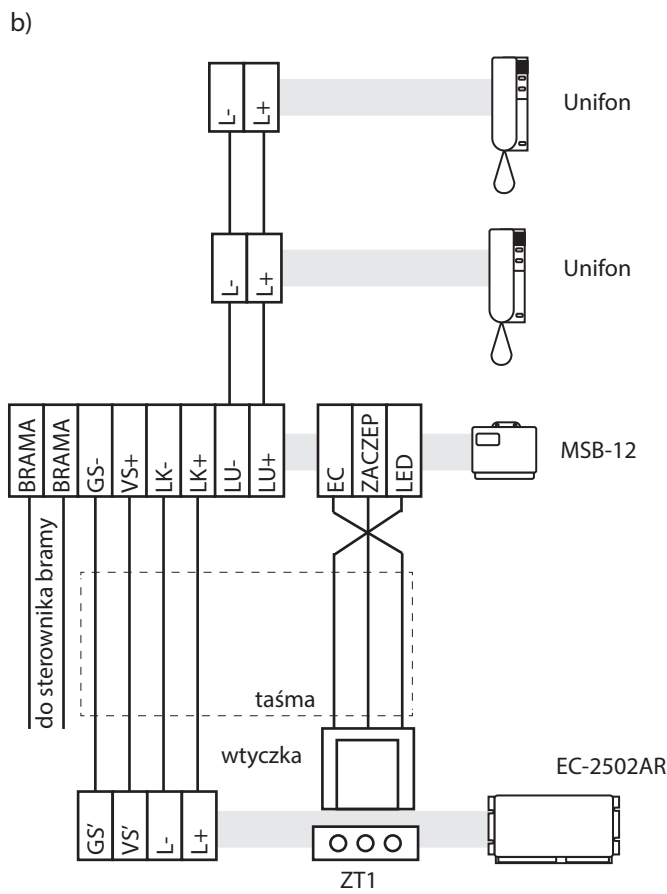 b)
L-
L+
Unifon
L-
L+
Unifon
BRAMA
BRAMA
GS-
VS+
LK-
LK+
LU-
LU+
EC
ZACZEP
LED
MSB-12
do sterownika bramy
taśma
wtyczka
EC-2502AR
GS'
VS'
L-
L+
ZT1